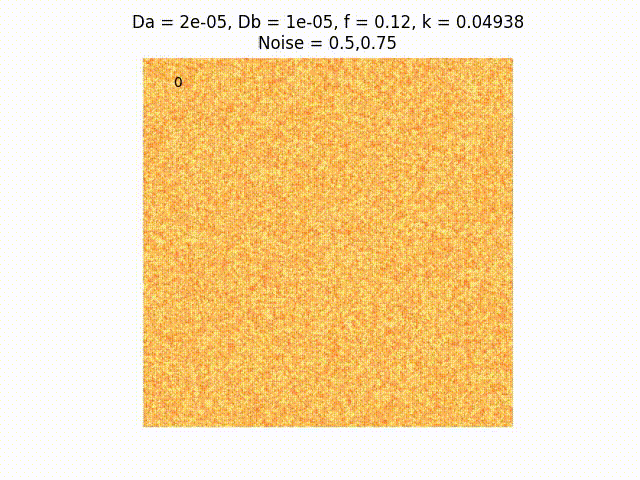 Da = 2e-05, Db = 1e-05, f = 0.12, k = 0.04938
Noise = 0.5,0.75
0